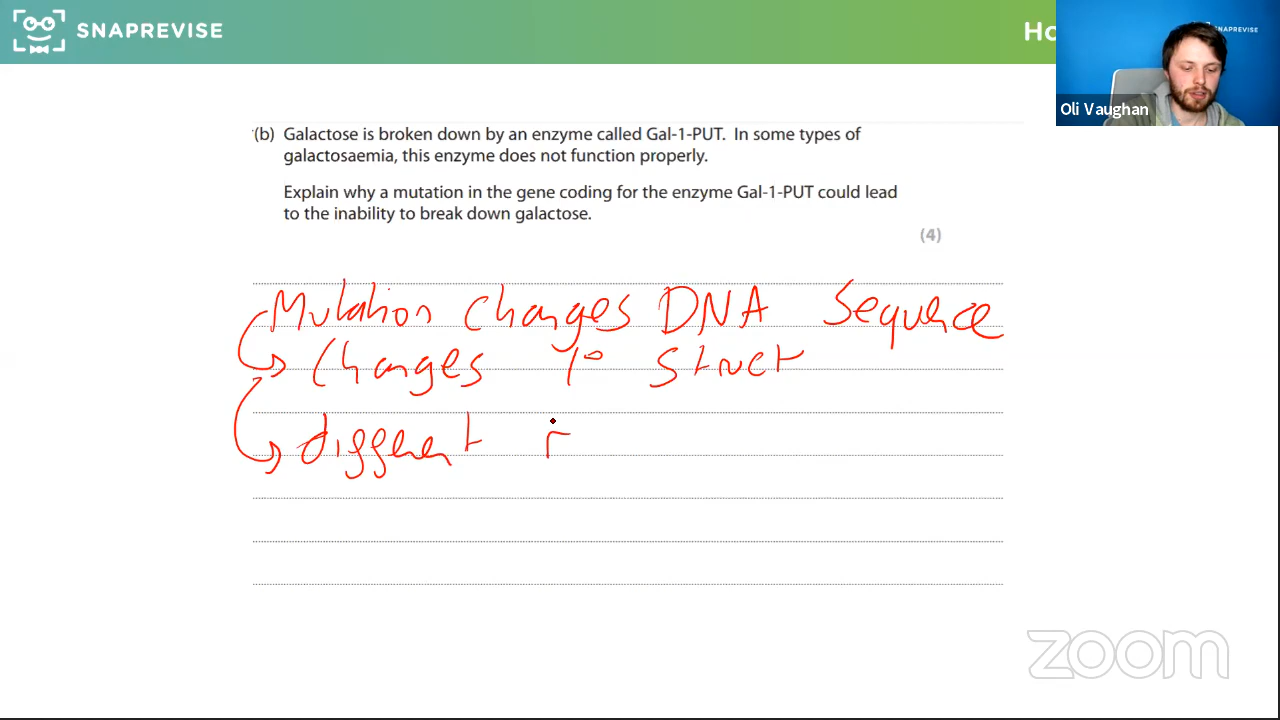 SNAPREVISE
Ho
SNAPREVISE
Oli Vaughan
(b) Galactose is broken down by an enzyme called Gal-1-PUT. In some types of
galactosaemia, this enzyme does not function properly.
Explain why a mutation in the gene coding for the enzyme Gal-1-PUT could lead
to the inability to break down galactose.
(4)
Mutation changes DNA sequence
Changes 1° struct
different
zoom